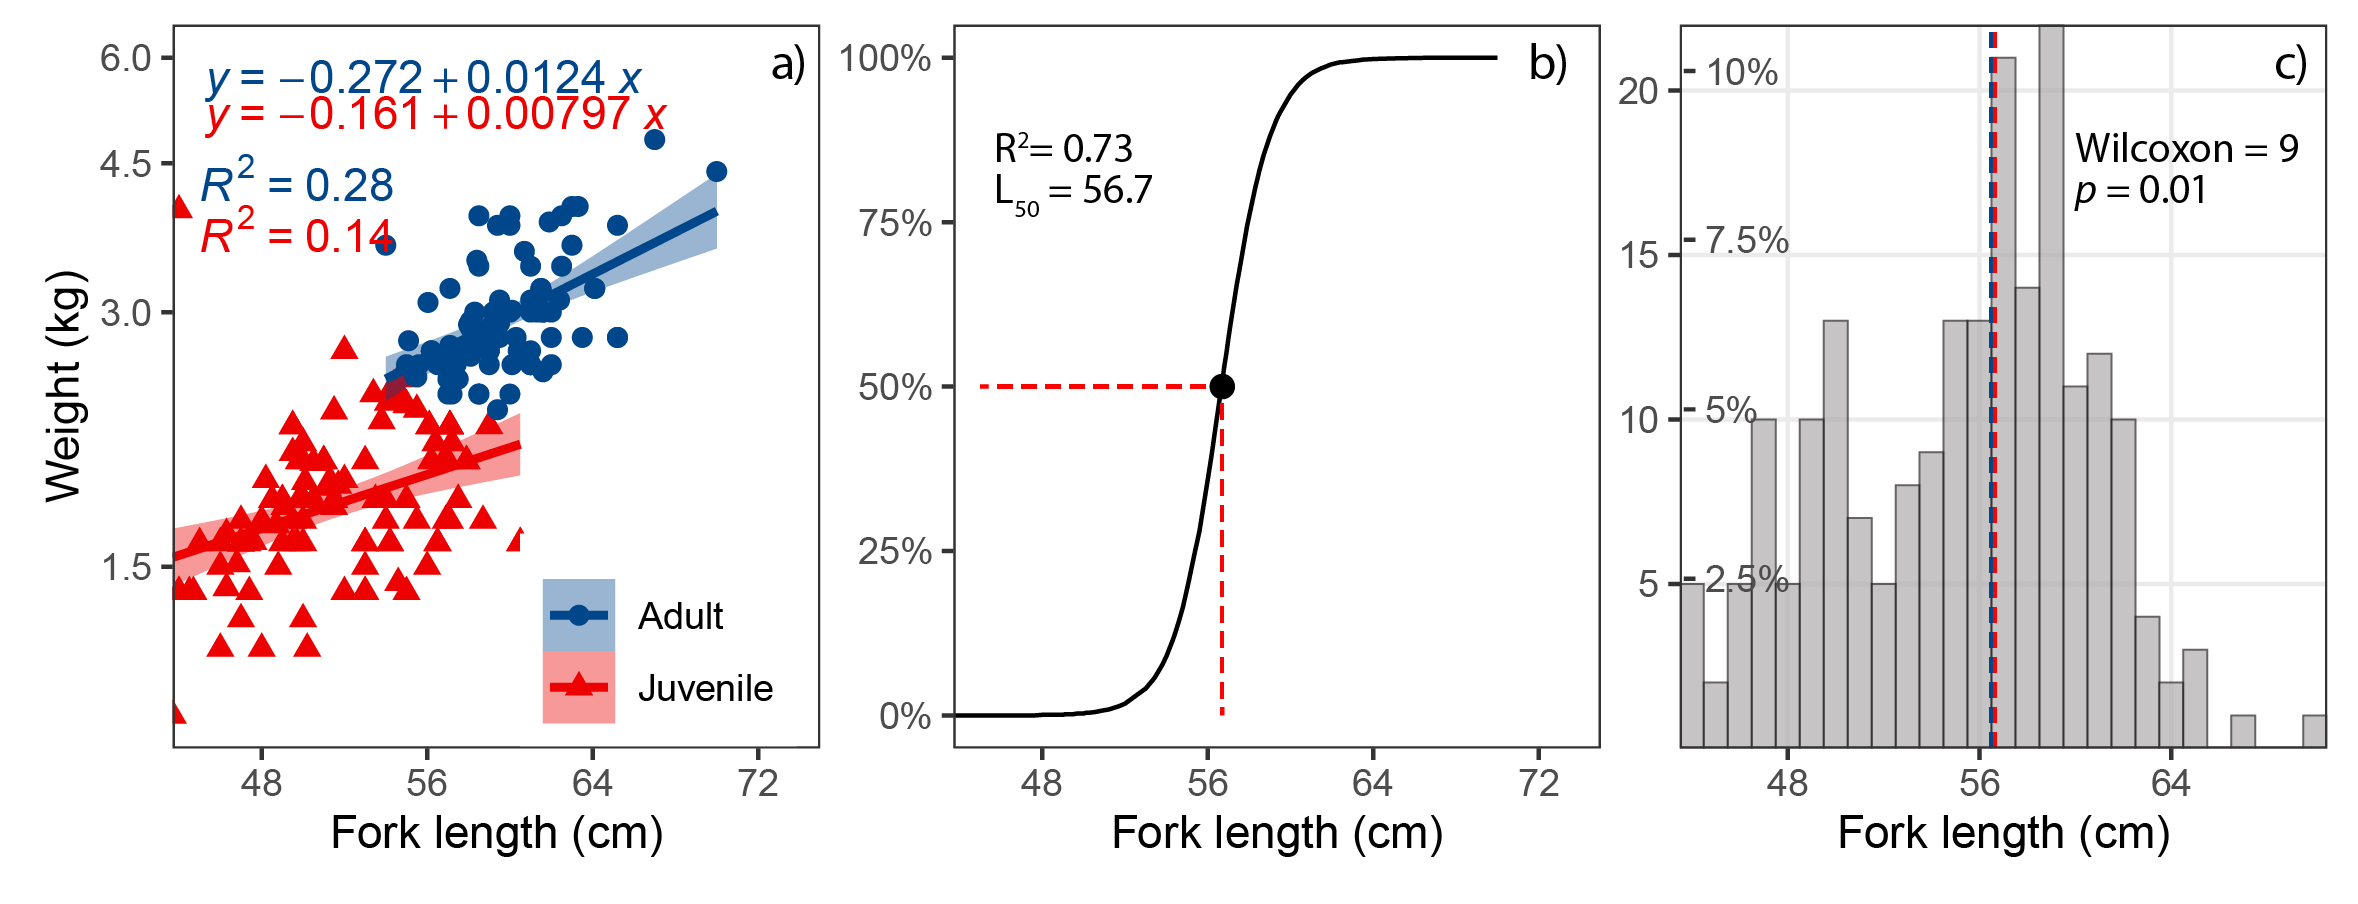 a)
y = −0.272 + 0.0124 x
y = −0.161 + 0.00797 x
R² = 0.28
R² = 0.14
6.0
4.5
3.0
1.5
Weight (kg)
Adult
Juvenile
48 56 64 72
Fork length (cm)
b)
100%
75%
50%
25%
0%
R²= 0.73
L₅₀ = 56.7
48 56 64 72
Fork length (cm)
c)
20
15
10
5
10%
7.5%
5%
2.5%
Wilcoxon = 9
p = 0.01
48 56 64
Fork length (cm)